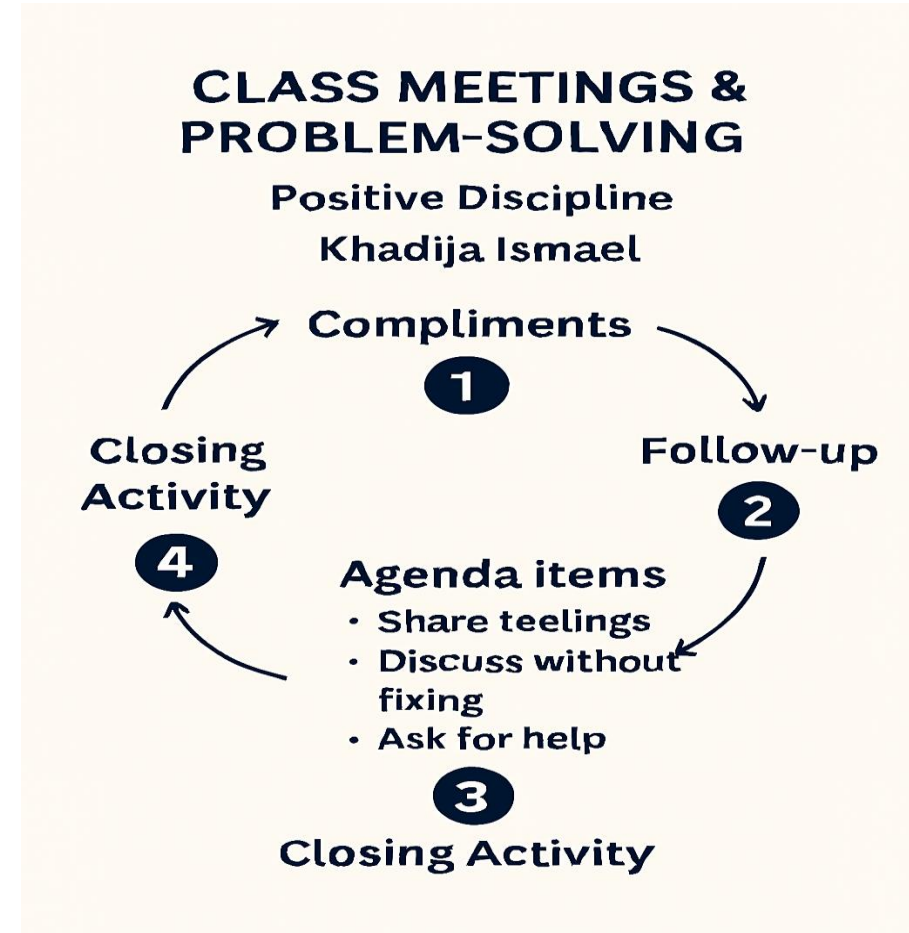 CLASS MEETINGS &
PROBLEM-SOLVING
Positive Discipline
Khadija Ismael
Compliments
1
Follow-up
2
Agenda items
• Share teelings
• Discuss without
fixing
• Ask for help
3
Closing Activity
Closing
Activity
4